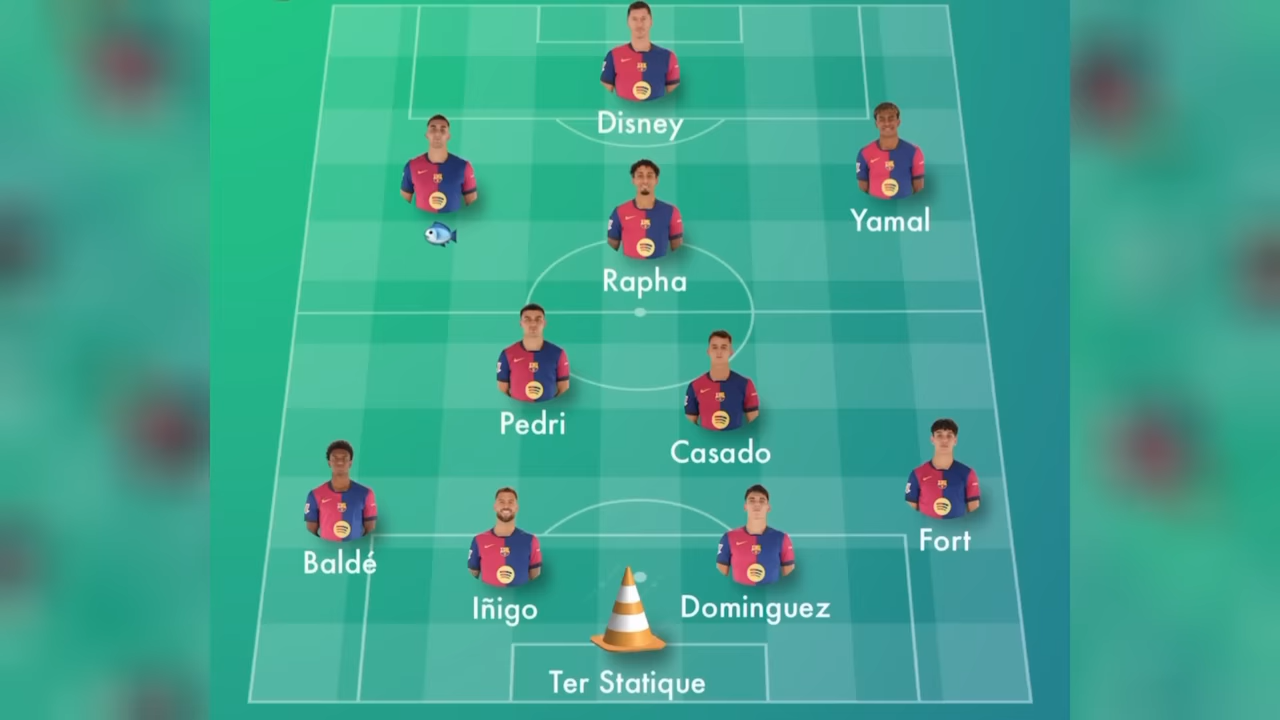 Disney
Yamal
Rapha
Pedri
Casado
Fort
Baldé
Iñigo
Dominguez
Ter Statique